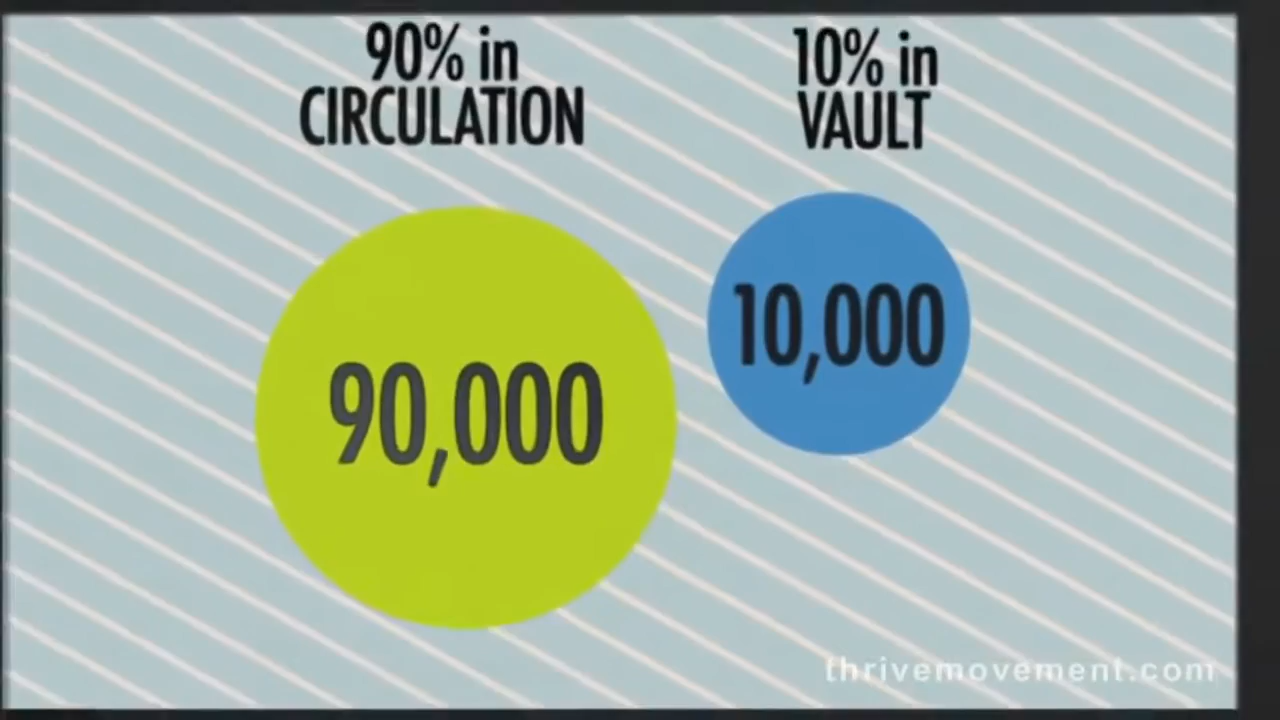 90% in
CIRCULATION
10% in
VAULT
90,000
10,000
thrivemovement.com